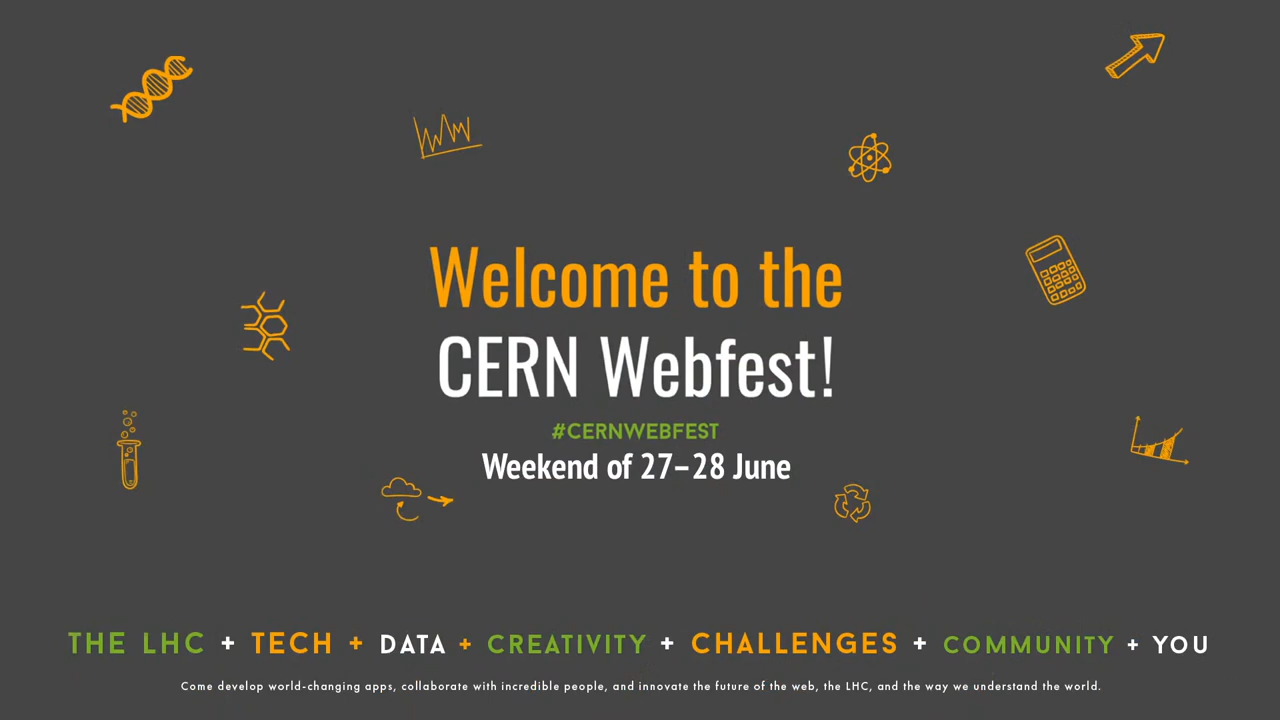 Welcome to the
CERN Webfest!
#CERNWEBFEST
Weekend of 27–28 June
THE LHC + TECH + DATA + CREATIVITY + CHALLENGES + COMMUNITY + YOU
Come develop world-changing apps, collaborate with incredible people, and innovate the future of the web, the LHC, and the way we understand the world.